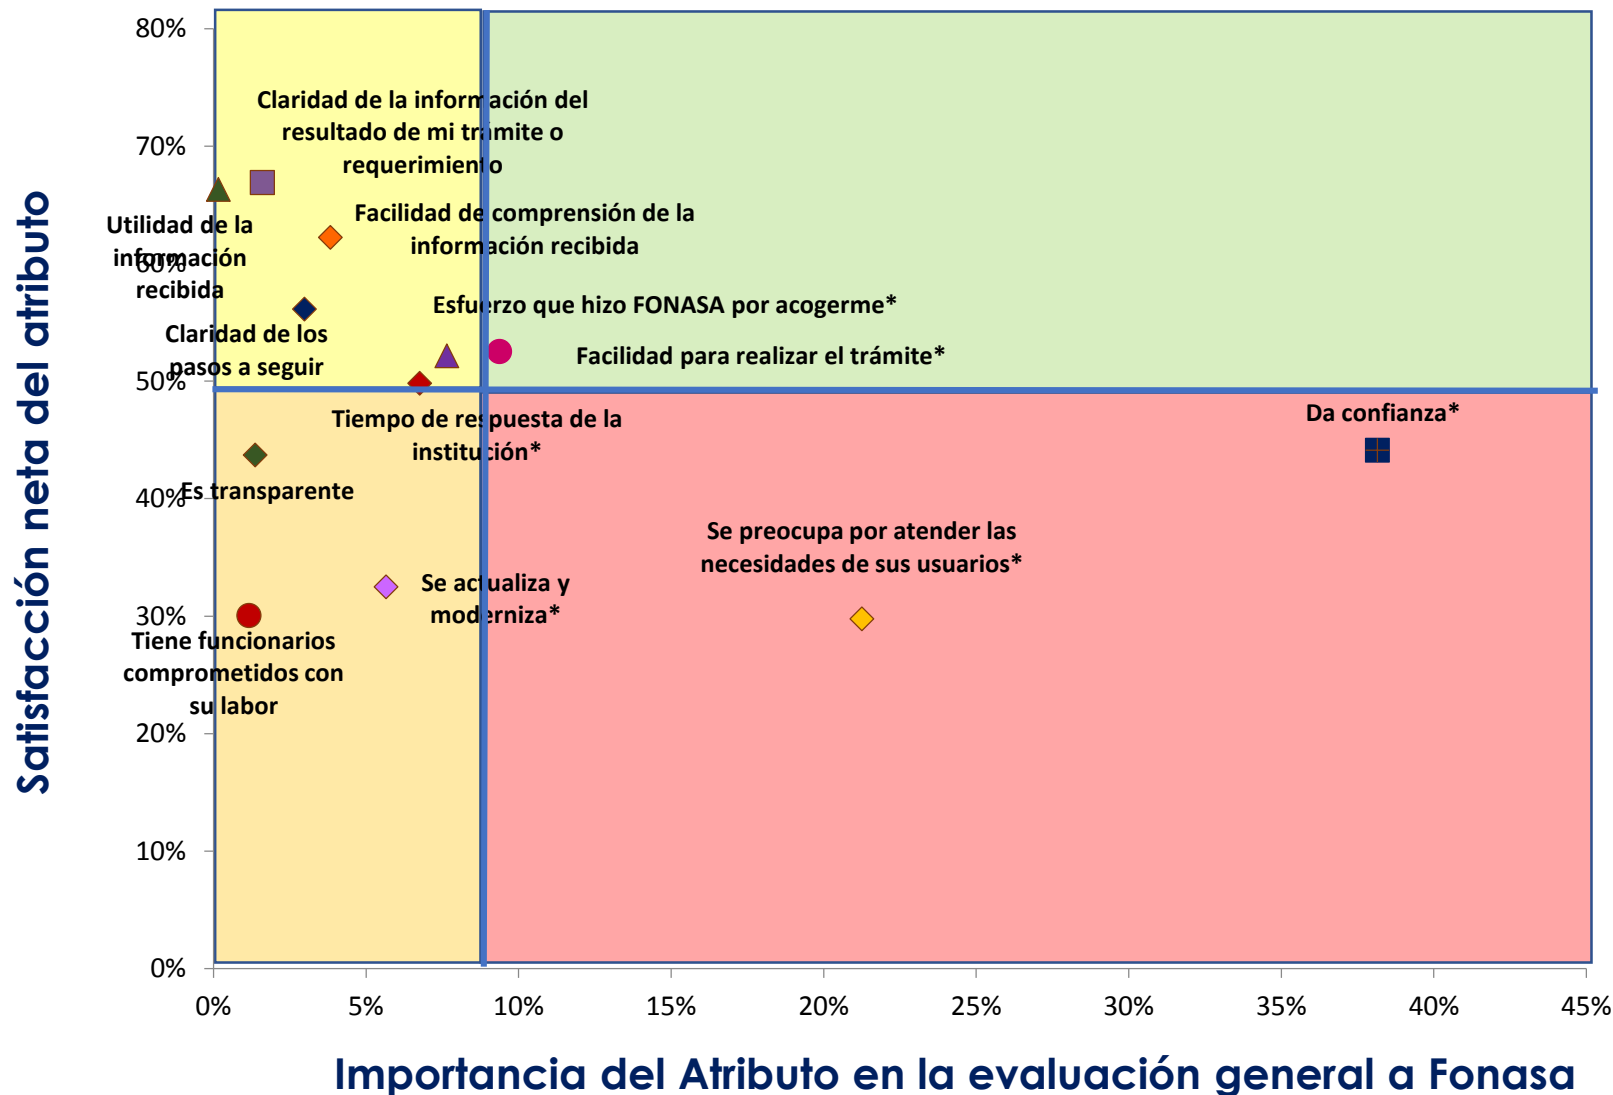 Satisfacción neta del atributo
80%
70%
60%
50%
40%
30%
20%
10%
0%
Claridad de la información del
resultado de mi trámite o
requerimiento
Utilidad de la
información
recibida
Facilidad de comprensión de la
información recibida
Esfuerzo que hizo FONASA por acogerme*
Claridad de los
pasos a seguir
Facilidad para realizar el trámite*
Tiempo de respuesta de la
institución*
Da confianza*
Es transparente
Se preocupa por atender las
necesidades de sus usuarios*
Se actualiza y
moderniza*
Tiene funcionarios
comprometidos con
su labor
0%
5%
10%
15%
20%
25%
30%
35%
40%
45%
Importancia del Atributo en la evaluación general a Fonasa